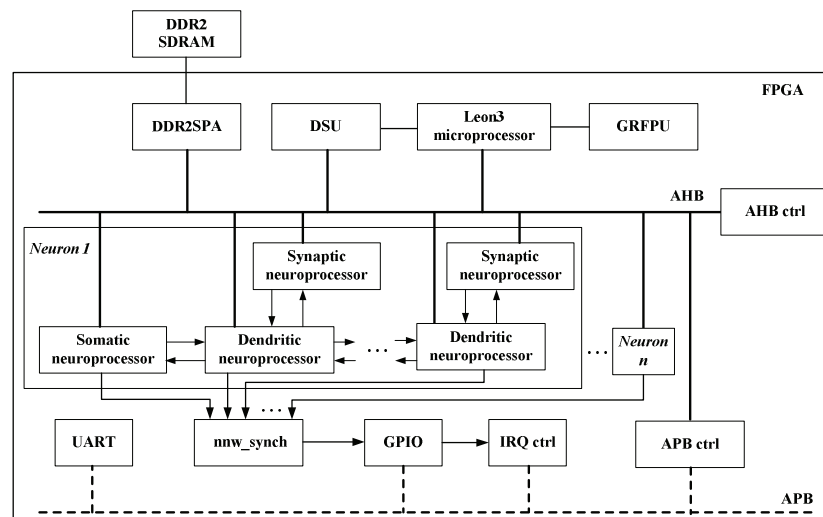 DDR2
SDRAM
FPGA
DDR2SPA
DSU
Leon3
microprocessor
GRFPU
AHB
AHB ctrl
Neuron 1
Synaptic
neuroprocessor
Synaptic
neuroprocessor
Somatic
neuroprocessor
Dendritic
neuroprocessor
...
Dendritic
neuroprocessor
...
Neuron
n
...
UART
nnw_synch
GPIO
IRQ ctrl
APB ctrl
APB